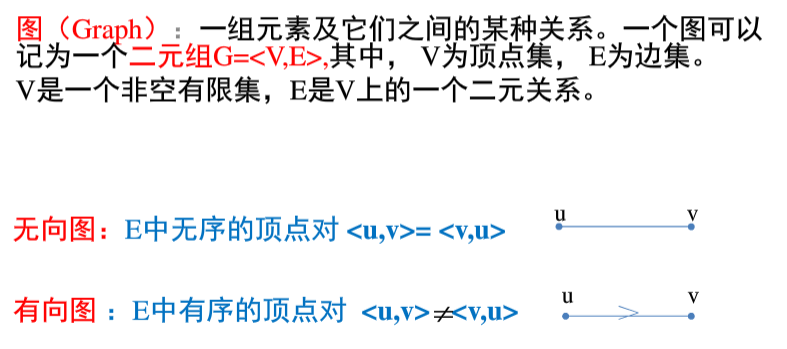 图（Graph）：一组元素及它们之间的某种关系。一个图可以
记为一个二元组G=<V,E>,其中， V为顶点集， E为边集。
V是一个非空有限集，E是V上的一个二元关系。
无向图：E中无序的顶点对 <u,v>= <v,u>
u v
有向图 ：E中有序的顶点对 <u,v>≠<v,u>
u v